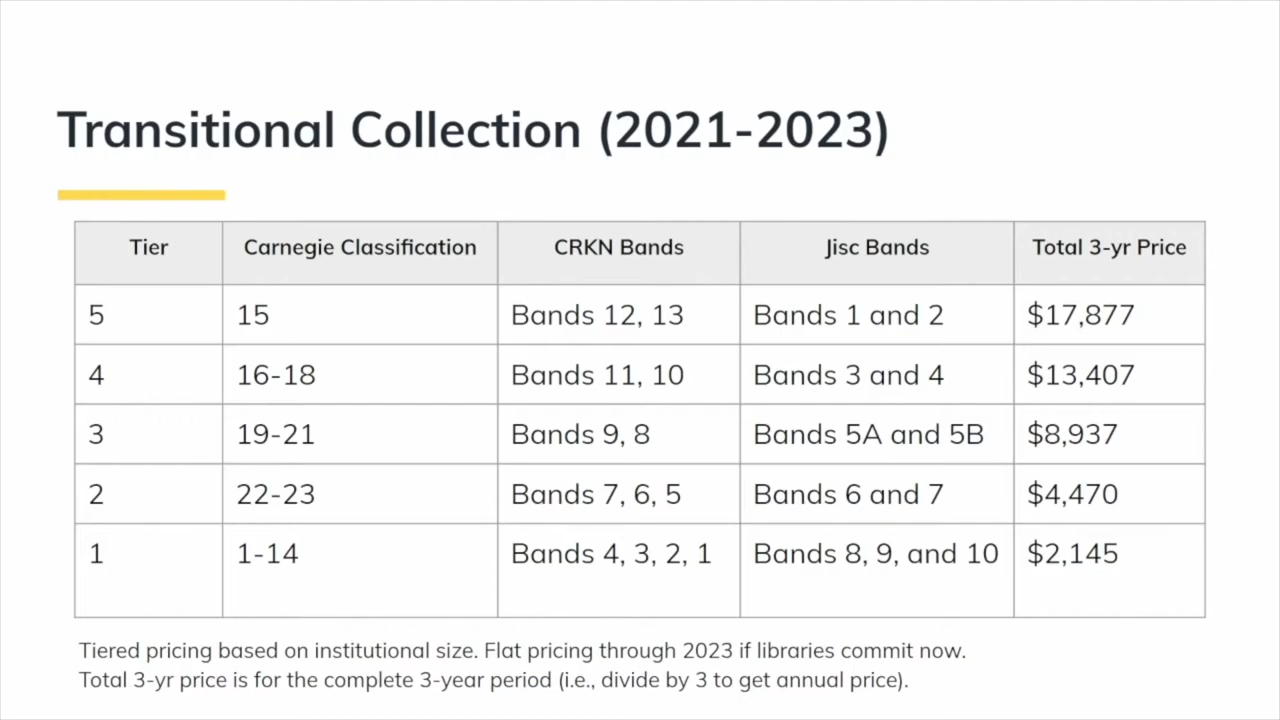 Transitional Collection (2021-2023)
Tier Carnegie Classification CRKN Bands Jisc Bands Total 3-yr Price
5 15 Bands 12, 13 Bands 1 and 2 $17,877
4 16-18 Bands 11, 10 Bands 3 and 4 $13,407
3 19-21 Bands 9, 8 Bands 5A and 5B $8,937
2 22-23 Bands 7, 6, 5 Bands 6 and 7 $4,470
1 1-14 Bands 4, 3, 2, 1 Bands 8, 9, and 10 $2,145
Tiered pricing based on institutional size. Flat pricing through 2023 if libraries commit now.
Total 3-yr price is for the complete 3-year period (i.e., divide by 3 to get annual price).